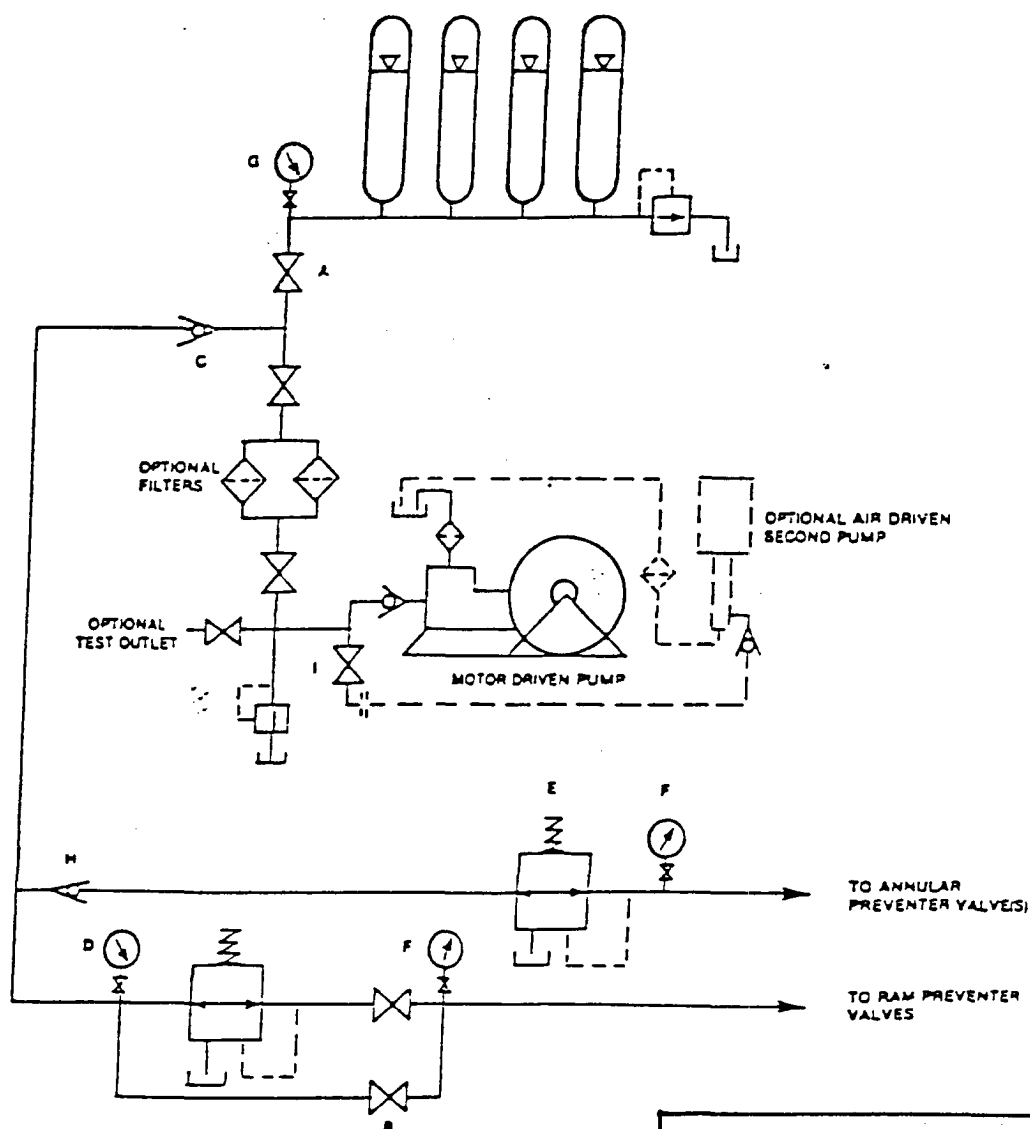 G
A
C
OPTIONAL
FILTERS
OPTIONAL AIR DRIVEN
SECOND PUMP
OPTIONAL
TEST OUTLET
I
MOTOR DRIVEN PUMP
E
F
H
TO ANNULAR
PREVENTER VALVE(S)
D
F
TO RAM PREVENTER
VALVES
B